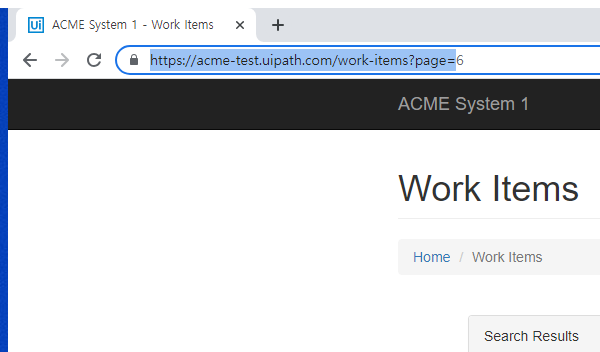 Ui ACME System 1 - Work Items
https://acme-test.uipath.com/work-items?page=6
ACME System 1
Work Items
Home / Work Items
Search Results